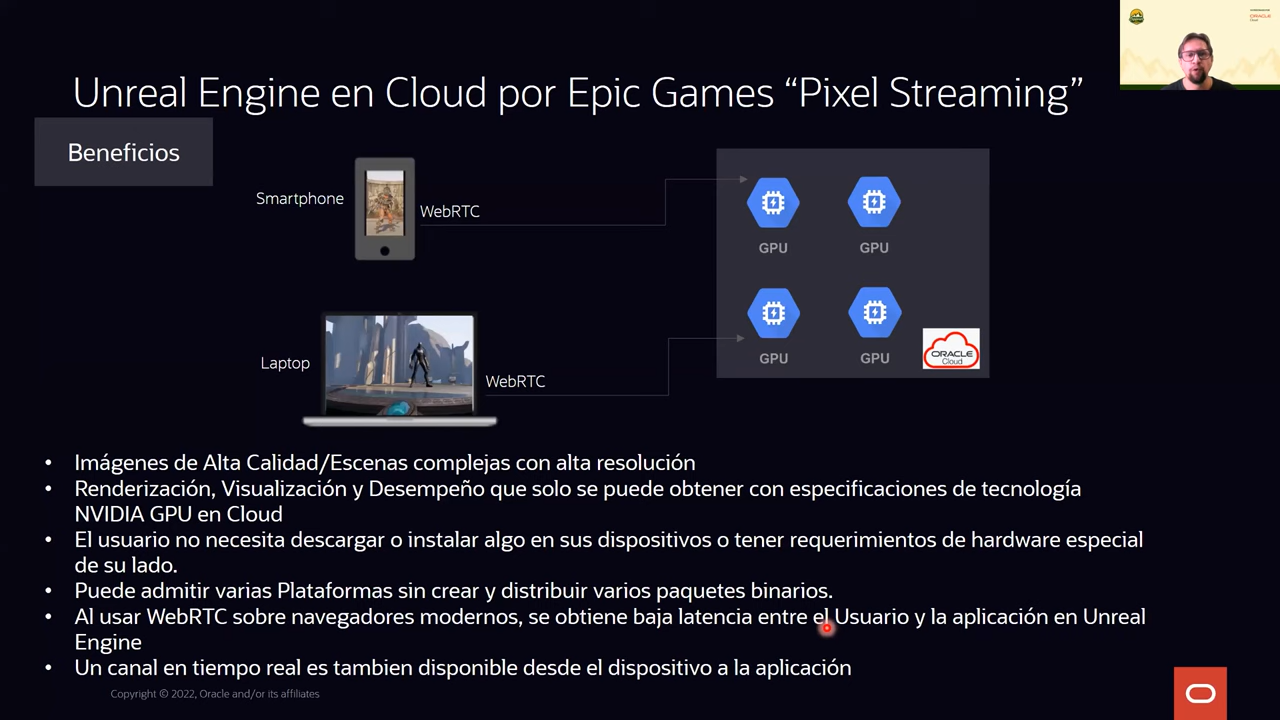 Unreal Engine en Cloud por Epic Games “Pixel Streaming”
Beneficios
Smartphone
WebRTC
GPU
GPU
Laptop
WebRTC
GPU
GPU
ORACLE
Cloud
• Imágenes de Alta Calidad/Escenas complejas con alta resolución
• Renderización, Visualización y Desempeño que solo se puede obtener con especificaciones de tecnología
NVIDIA GPU en Cloud
• El usuario no necesita descargar o instalar algo en sus dispositivos o tener requerimientos de hardware especial
de su lado.
• Puede admitir varias Plataformas sin crear y distribuir varios paquetes binarios.
• Al usar WebRTC sobre navegadores modernos, se obtiene baja latencia entre el Usuario y la aplicación en Unreal
Engine
• Un canal en tiempo real es tambien disponible desde el dispositivo a la aplicación
Copyright © 2022, Oracle and/or its affiliates
ORACLE
Cloud